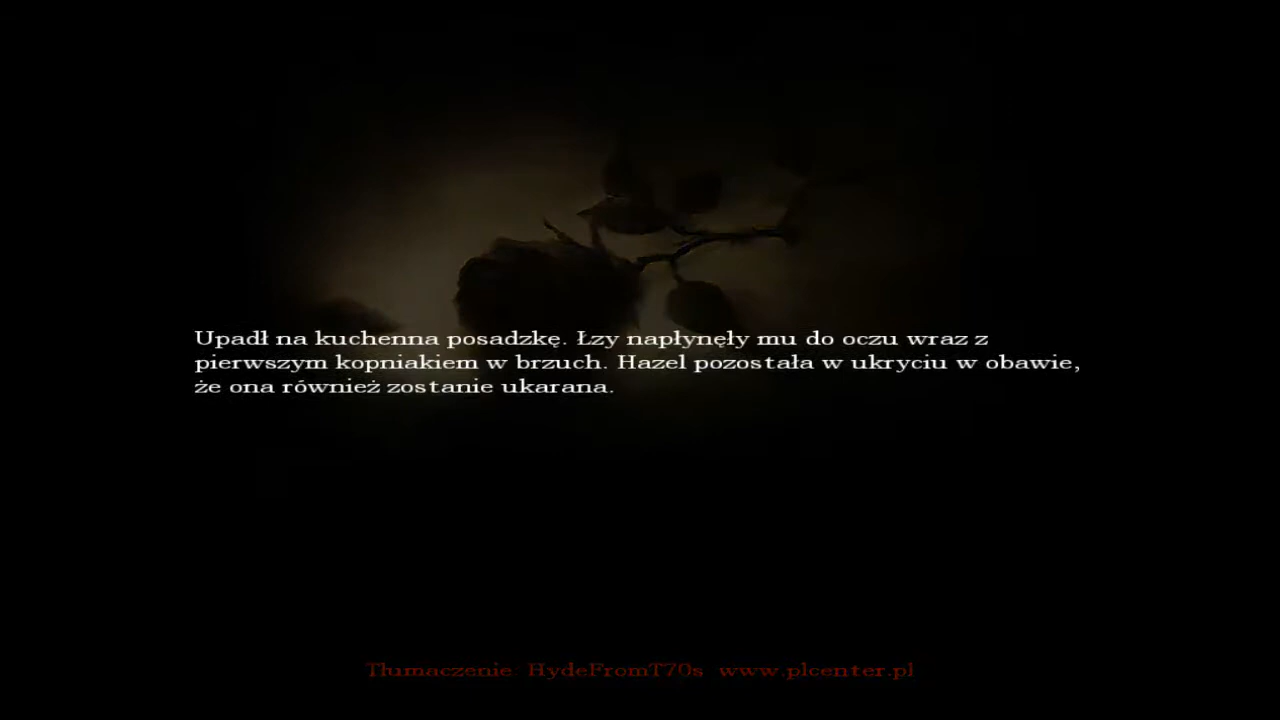 Upadł na kuchenna posadzkę. Łzy napłynęły mu do oczu wraz z
pierwszym kopniakiem w brzuch. Hazel pozostała w ukryciu w obawie,
że ona również zostanie ukarana.
Tłumaczenie: HydeFromT70s www.plcenter.pl